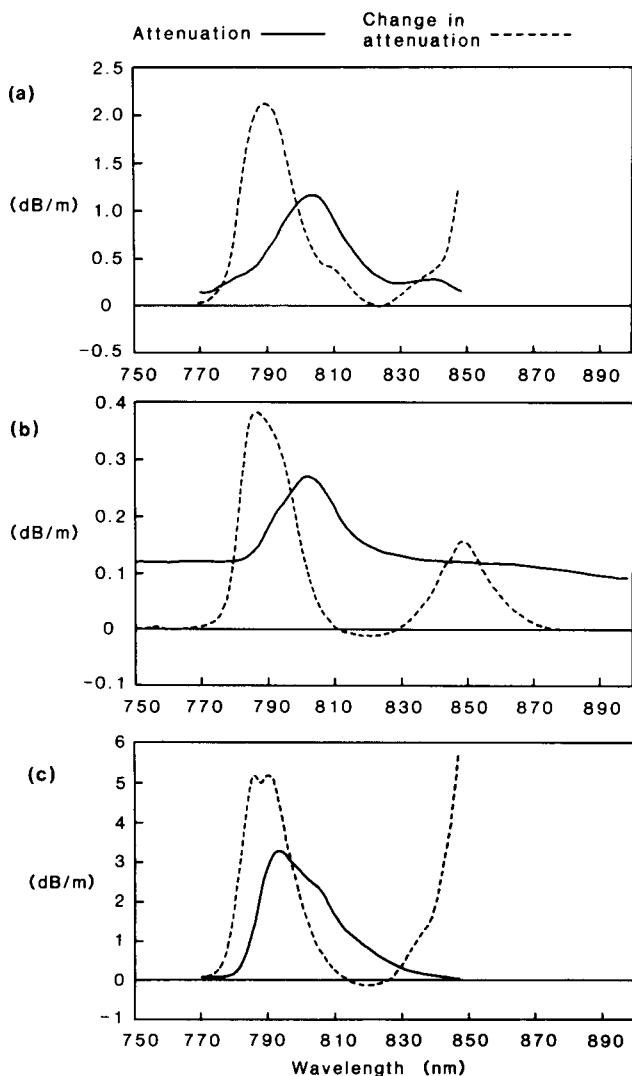 Attenuation
Change in
attenuation
(a)
2.5
2.0
1.5
(dB/m)
1.0
0.5
0
-0.5
750 770 790 810 830 850 870 890
(b)
0.4
0.3
(dB/m)
0.2
0.1
0
-0.1
750 770 790 810 830 850 870 890
(c)
6
5
4
(dB/m)
3
2
1
0
-1
750 770 790 810 830 850 870 890
Wavelength (nm)